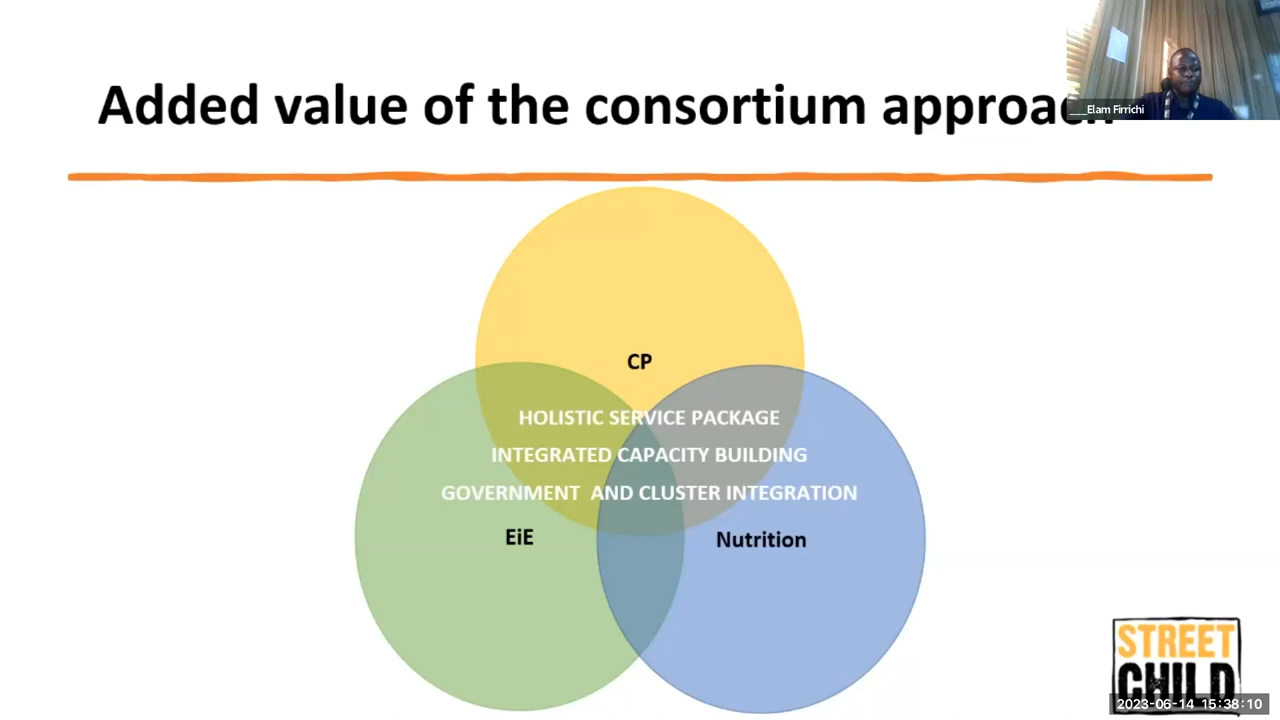 Added value of the consortium approach
___Elam Firrichi
CP
HOLISTIC SERVICE PACKAGE
INTEGRATED CAPACITY BUILDING
GOVERNMENT AND CLUSTER INTEGRATION
EiE
Nutrition
STREET
CHILD
2023-06-14 15:38:10